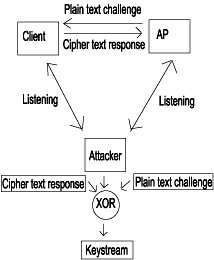 Plain text challenge
Client
AP
Cipher text response
Listening
Listening
Attacker
Cipher text response
Plain text challenge
XOR
Keystream